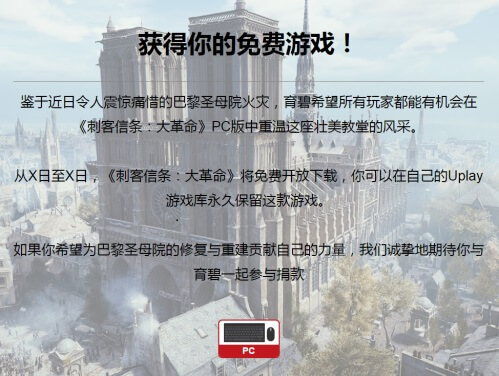 获得你的免费游戏！
鉴于近日令人震惊痛惜的巴黎圣母院火灾，育碧希望所有玩家都能有机会在
《刺客信条：大革命》PC版中重温这座壮美教堂的风采。
从X日至X日，《刺客信条：大革命》将免费开放下载，你可以在自己的Uplay
游戏库永久保留这款游戏。
如果你希望为巴黎圣母院的修复与重建贡献自己的力量，我们诚挚地期待你与
育碧一起参与捐款
PC